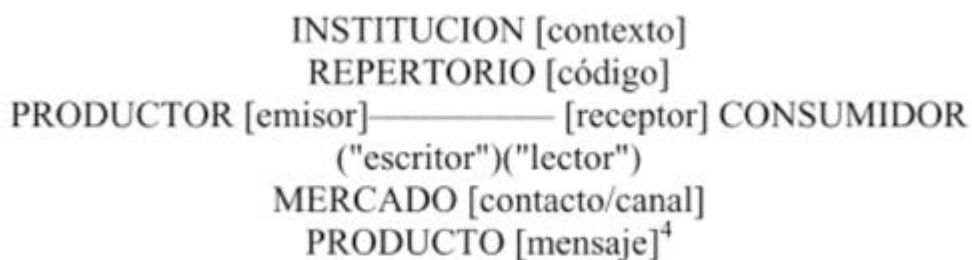 INSTITUCION [contexto]
REPERTORIO [código]
PRODUCTOR [emisor]—————— [receptor] CONSUMIDOR
("escritor")("lector")
MERCADO [contacto/canal]
PRODUCTO [mensaje]⁴